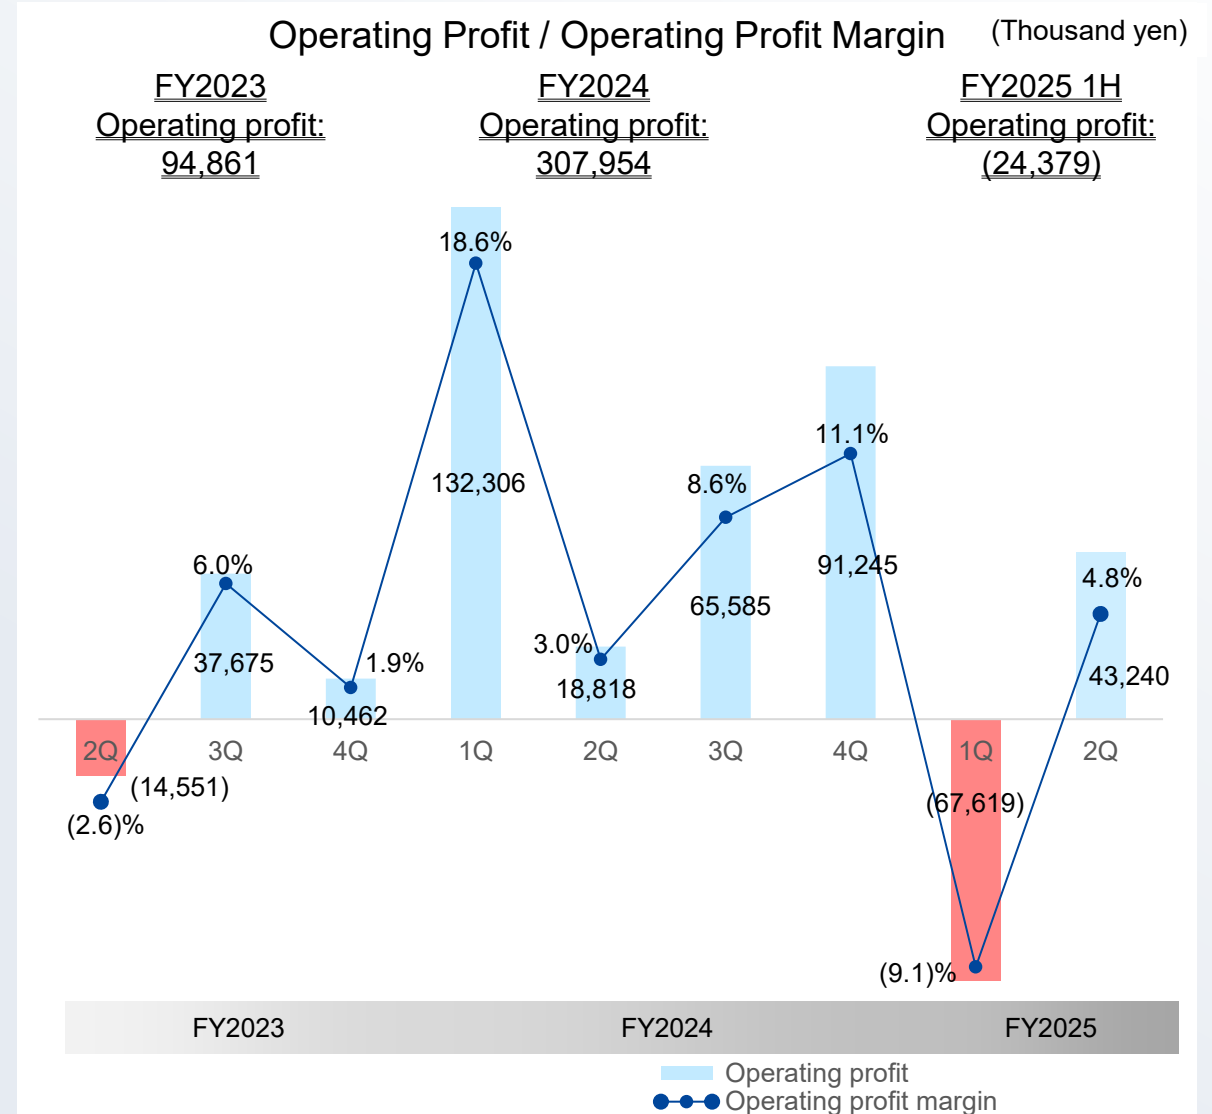 Operating Profit / Operating Profit Margin
(Thousand yen)
FY2023
Operating profit:
94,861
FY2024
Operating profit:
307,954
FY2025 1H
Operating profit:
(24,379)
18.6%
132,306
11.1%
8.6%
91,245
6.0%
4.8%
65,585
37,675
1.9%
3.0%
18,818
43,240
10,462
2Q
3Q
4Q
1Q
2Q
3Q
4Q
1Q
2Q
(14,551)
(2.6)%
(67,619)
(9.1)%
FY2023
FY2024
FY2025
Operating profit
Operating profit margin